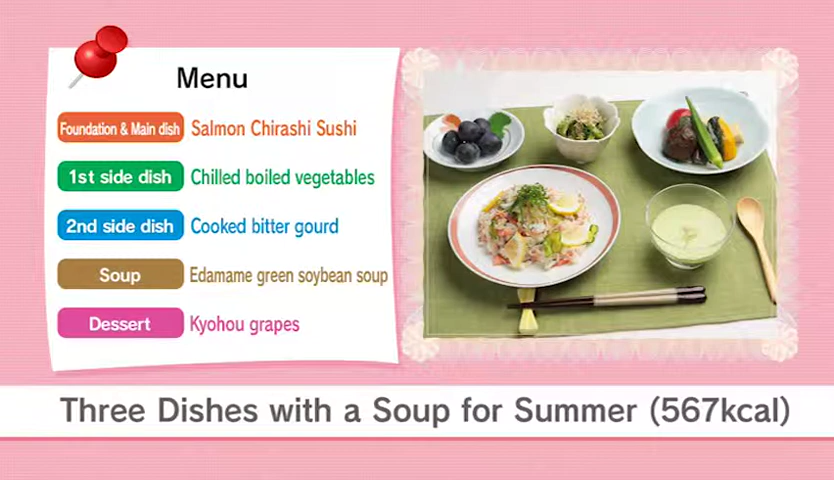 Menu
Foundation & Main dish Salmon Chirashi Sushi
1st side dish Chilled boiled vegetables
2nd side dish Cooked bitter gourd
Soup Edamame green soybean soup
Dessert Kyohou grapes
Three Dishes with a Soup for Summer (567kcal)